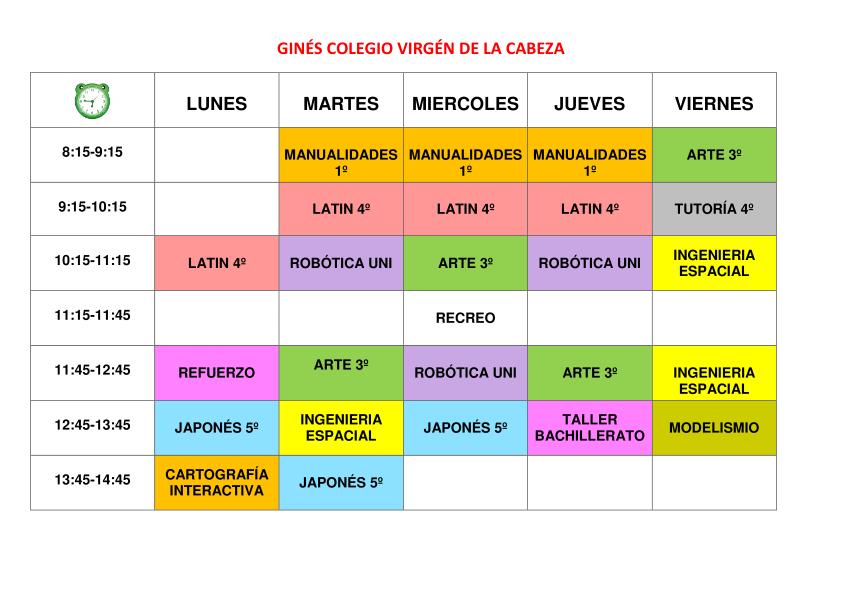 GINÉS COLEGIO VIRGÉN DE LA CABEZA
LUNES MARTES MIERCOLES JUEVES VIERNES
8:15-9:15 MANUALIDADES 1º MANUALIDADES 1º MANUALIDADES 1º ARTE 3º
9:15-10:15 LATIN 4º LATIN 4º LATIN 4º TUTORÍA 4º
10:15-11:15 LATIN 4º ROBÓTICA UNI ARTE 3º ROBÓTICA UNI INGENIERIA ESPACIAL
11:15-11:45 RECREO
11:45-12:45 REFUERZO ARTE 3º ROBÓTICA UNI ARTE 3º INGENIERIA ESPACIAL
12:45-13:45 JAPONÉS 5º INGENIERIA ESPACIAL JAPONÉS 5º TALLER BACHILLERATO MODELISMIO
13:45-14:45 CARTOGRAFÍA INTERACTIVA JAPONÉS 5º